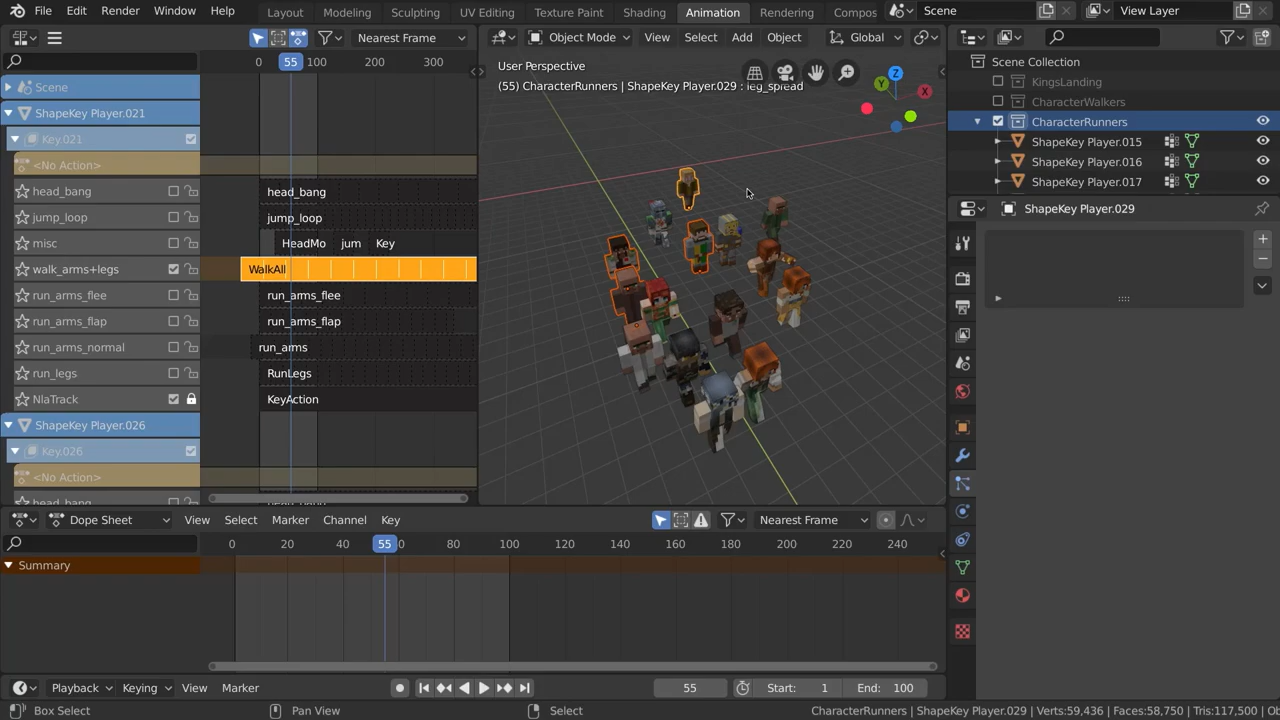 File Edit Render Window Help Layout Modeling Sculpting UV Editing Texture Paint Shading Animation Rendering Compos Scene View Layer
Nearest Frame
Object Mode View Select Add Object Global
0 55 100 200 300
Scene
ShapeKey Player.021
Key.021
<No Action>
head_bang head_bang
jump_loop jump_loop
misc HeadMo jum Key
walk_arms+legs WalkAll
run_arms_flee run_arms_flee
run_arms_flap run_arms_flap
run_arms_normal run_arms
run_legs RunLegs
NlaTrack KeyAction
ShapeKey Player.026
Key.026
<No Action>
User Perspective
(55) CharacterRunners | ShapeKey Player.029 : leg_spread
X
Y
Z
Scene Collection
KingsLanding
CharacterWalkers
CharacterRunners
ShapeKey Player.015
ShapeKey Player.016
ShapeKey Player.017
ShapeKey Player.029
Dope Sheet View Select Marker Channel Key Nearest Frame
0 20 40 55 0 80 100 120 140 160 180 200 220 240
Summary
Playback Keying View Marker 55 Start: 1 End: 100
Box Select Pan View Select CharacterRunners | ShapeKey Player.029 | Verts:59,436 | Faces:58,750 | Tris:117,500 | Ob